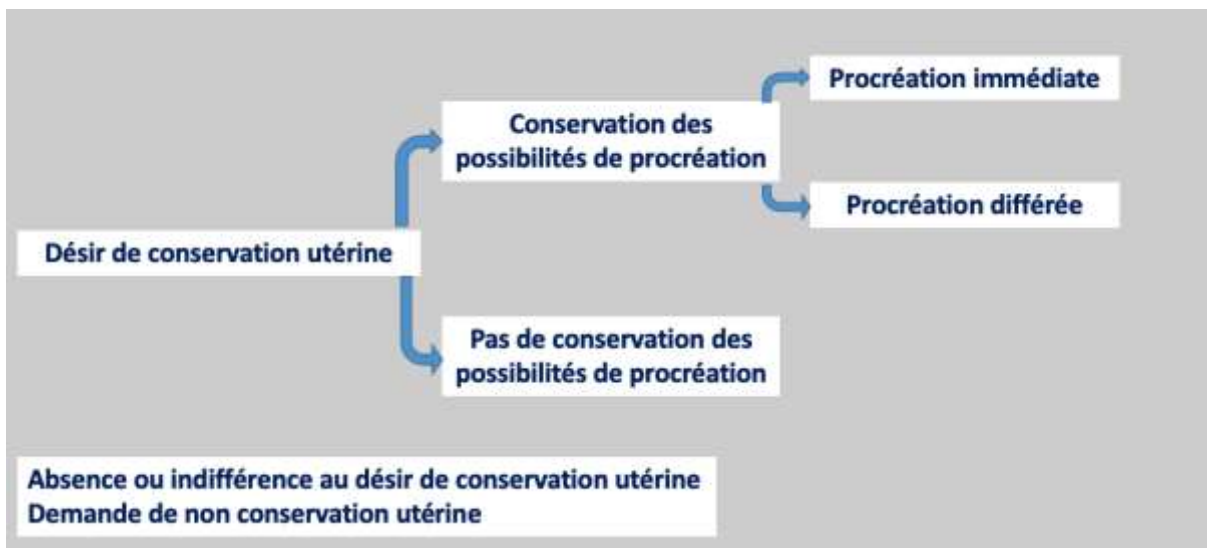 Procréation immédiate
Conservation des
possibilités de procréation
Procréation différée
Désir de conservation utérine
Pas de conservation des
possibilités de procréation
Absence ou indifférence au désir de conservation utérine
Demande de non conservation utérine